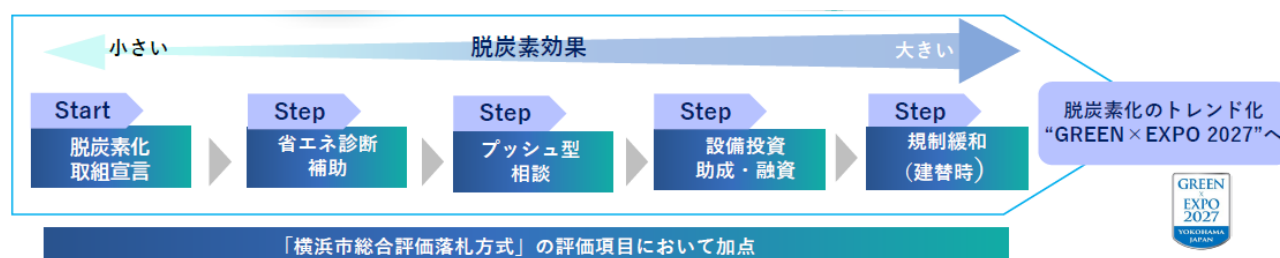 小さい
脱炭素効果
大きい
Start
脱炭素化
取組宣言
Step
省エネ診断
補助
Step
プッシュ型
相談
Step
設備投資
助成・融資
Step
規制緩和
(建替時)
脱炭素化のトレンド化
“GREEN×EXPO 2027”へ
GREEN
×
EXPO
2027
YOKOHAMA
JAPAN
「横浜市総合評価落札方式」の評価項目において加点